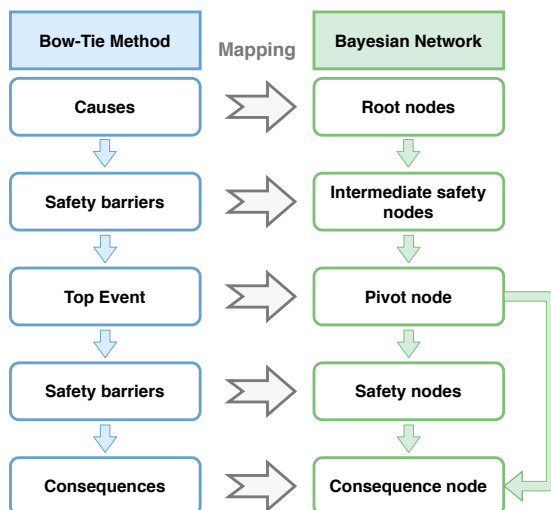 Bow-Tie Method
Mapping
Bayesian Network
Causes
Root nodes
Safety barriers
Intermediate safety
nodes
Top Event
Pivot node
Safety barriers
Safety nodes
Consequences
Consequence node